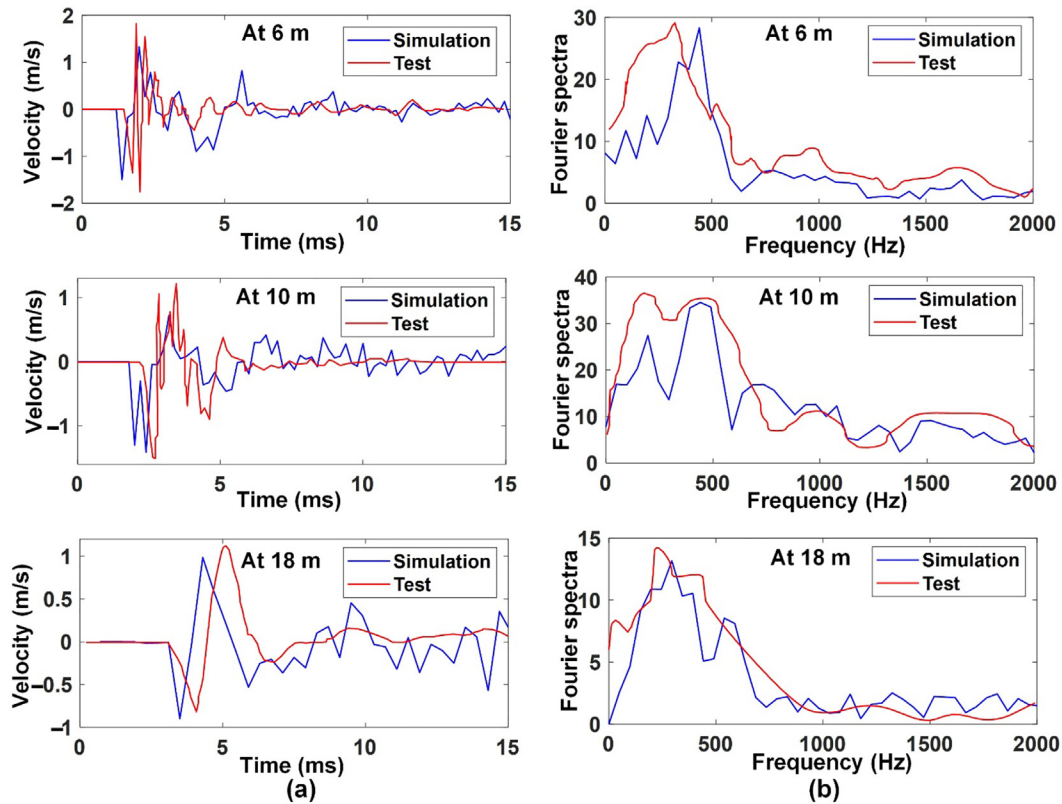 At 6 m
Simulation
Test
Velocity (m/s)
2
1
0
−1
−2
0
5
10
15
Time (ms)
At 6 m
Simulation
Test
Fourier spectra
30
20
10
0
0
500
1000
1500
2000
Frequency (Hz)
At 10 m
Simulation
Test
Velocity (m/s)
1
0
−1
0
5
10
15
Time (ms)
At 10 m
Simulation
Test
Fourier spectra
40
30
20
10
0
0
500
1000
1500
2000
Frequency (Hz)
At 18 m
Simulation
Test
Velocity (m/s)
1
0.5
0
−0.5
−1
0
5
10
15
Time (ms)
At 18 m
Simulation
Test
Fourier spectra
15
10
5
0
0
500
1000
1500
2000
Frequency (Hz)
(a)
(b)